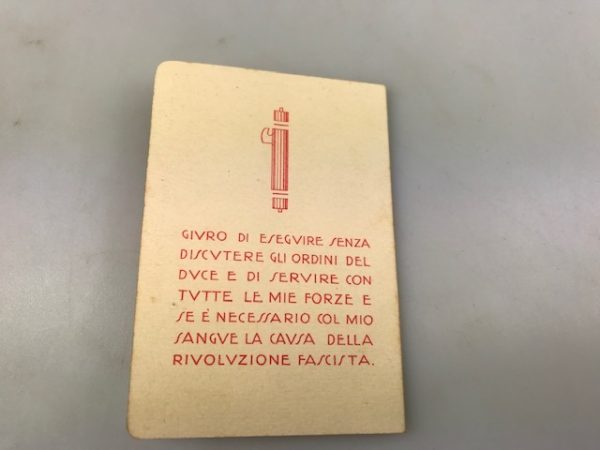 GIVRO DI ESEGVIRE SENZA
DISCVTERE GLI ORDINI DEL
DVCE E DI SERVIRE CON
TVTTE LE MIE FORZE E
SE È NECESSARIO COL MIO
SANGVE LA CAVSA DELLA
RIVOLVZIONE FASCISTA.